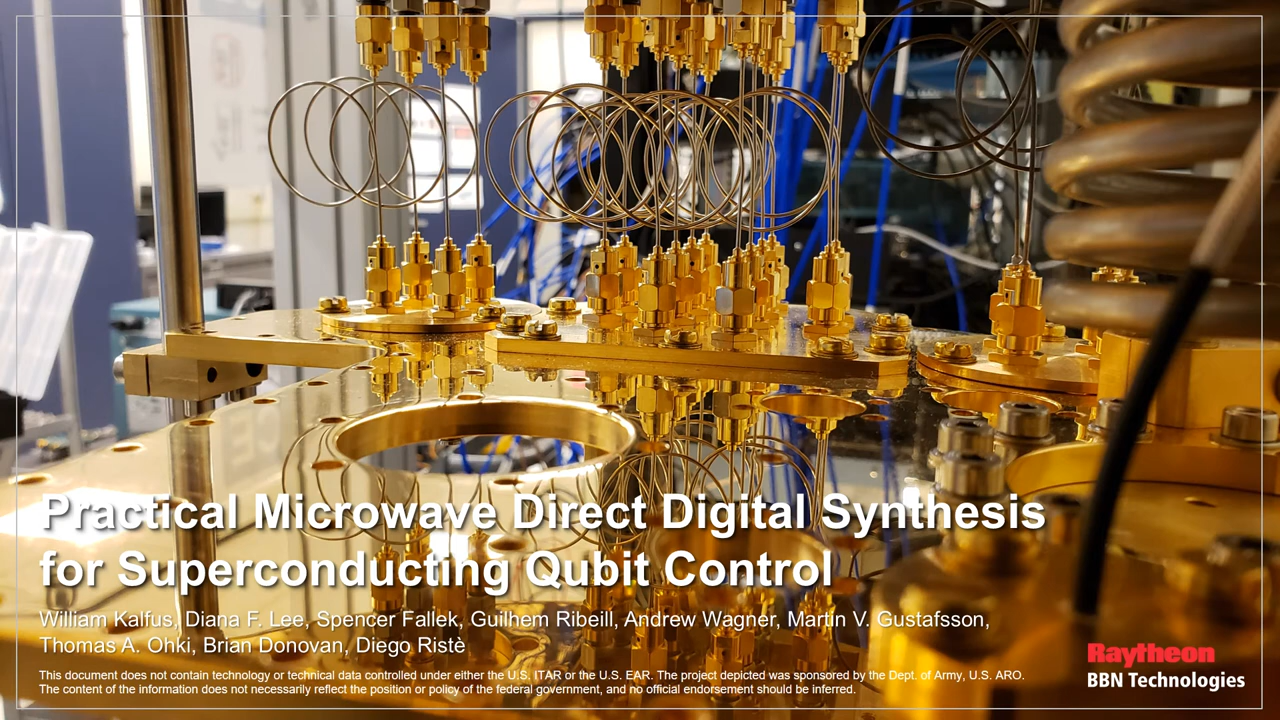 Practical Microwave Direct Digital Synthesis
for Superconducting Qubit Control
William Kalfus, Diana F. Lee, Spencer Fallek, Guilhem Ribeill, Andrew Wagner, Martin V. Gustafsson,
Thomas A. Ohki, Brian Donovan, Diego Ristè
This document does not contain technology or technical data controlled under either the U.S. ITAR or the U.S. EAR. The project depicted was sponsored by the Dept. of Army, U.S. ARO.
The content of the information does not necessarily reflect the position or policy of the federal government, and no official endorsement should be inferred.
Raytheon
BBN Technologies